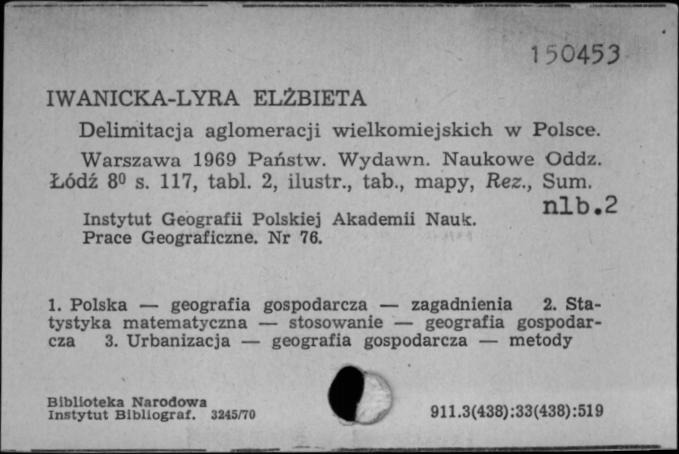 150453
IWANICKA-LYRA ELŻBIETA
Delimitacja aglomeracji wielkomiejskich w Polsce.
Warszawa 1969 Państw. Wydawn. Naukowe Oddz.
Łódź 8⁰ s. 117, tabl. 2, ilustr., tab., mapy, Rez., Sum.
nlb.2
Instytut Geografii Polskiej Akademii Nauk.
Prace Geograficzne. Nr 76.
1. Polska — geografia gospodarcza — zagadnienia 2. Sta-
tystyka matematyczna — stosowanie — geografia gospodar-
cza 3. Urbanizacja — geografia gospodarcza — metody
Biblioteka Narodowa
Instytut Bibliograf. 3245/70
911.3(438):33(438):519